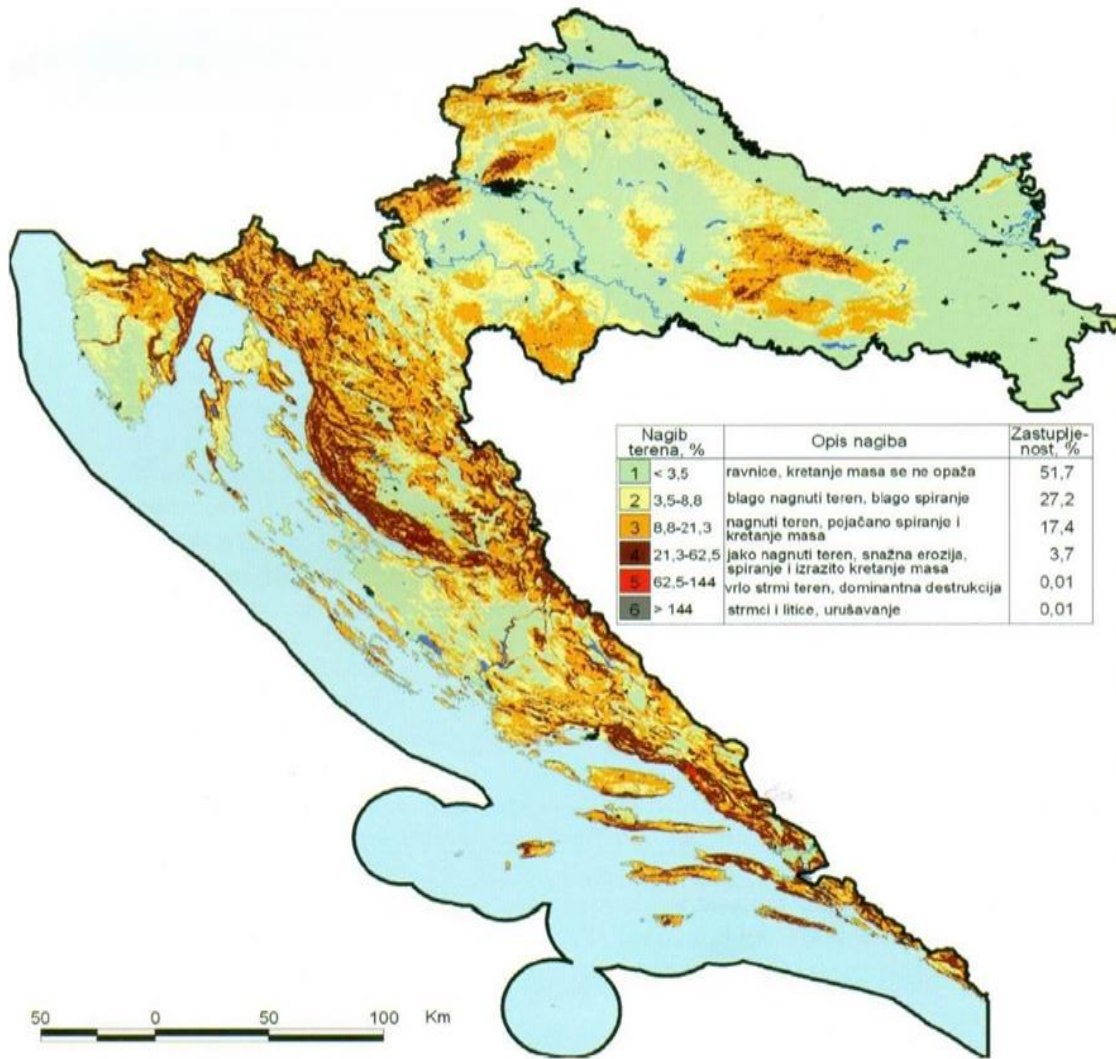 Nagib terena, % Opis nagiba Zastuplje-nost, %
1 < 3,5 ravnice, kretanje masa se ne opaža 51,7
2 3,5-8,8 blago nagnuti teren, blago spiranje 27,2
3 8,8-21,3 nagnuti teren, pojačano spiranje i
kretanje masa 17,4
4 21,3-62,5 jako nagnuti teren, snažna erozija,
spiranje i izrazito kretanje masa 3,7
5 62,5-144 vrlo strmi teren, dominantna destrukcija 0,01
6 > 144 strmci i litice, urušavanje 0,01
50 0 50 100 Km